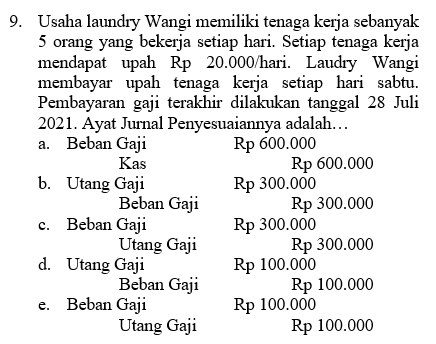 9. Usaha laundry Wangi memiliki tenaga kerja sebanyak
5 orang yang bekerja setiap hari. Setiap tenaga kerja
mendapat upah Rp 20.000/hari. Laudry Wangi
membayar upah tenaga kerja setiap hari sabtu.
Pembayaran gaji terakhir dilakukan tanggal 28 Juli
2021. Ayat Jurnal Penyesuaiannya adalah…
a. Beban Gaji Rp 600.000
Kas Rp 600.000
b. Utang Gaji Rp 300.000
Beban Gaji Rp 300.000
c. Beban Gaji Rp 300.000
Utang Gaji Rp 300.000
d. Utang Gaji Rp 100.000
Beban Gaji Rp 100.000
e. Beban Gaji Rp 100.000
Utang Gaji Rp 100.000